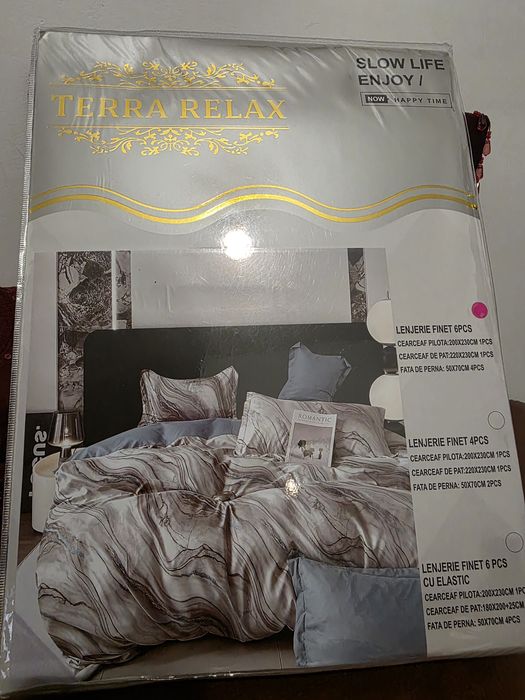 TERRA RELAX
SLOW LIFE
ENJOY /
NOW HAPPY TIME
LENJERIE FINET 6PCS
CEARCEAF PILOTA:200X230CM 1PCS
CEARCEAF DE PAT:220X230CM 1PCS
FATA DE PERNA: 50X70CM 4PCS
ROMANTIC
LENJERIE FINET 4PCS
CEARCEAF PILOTA:200X230CM 1PCS
CEARCEAF DE PAT:220X230CM 1PCS
FATA DE PERNA: 50X70CM 2PCS
LENJERIE FINET 6 PCS
CU ELASTIC
CEARCEAF PILOTA:200X230CM 1PC
CEARCEAF DE PAT:180X200+25CM
FATA DE PERNA: 50X70CM 4PCS